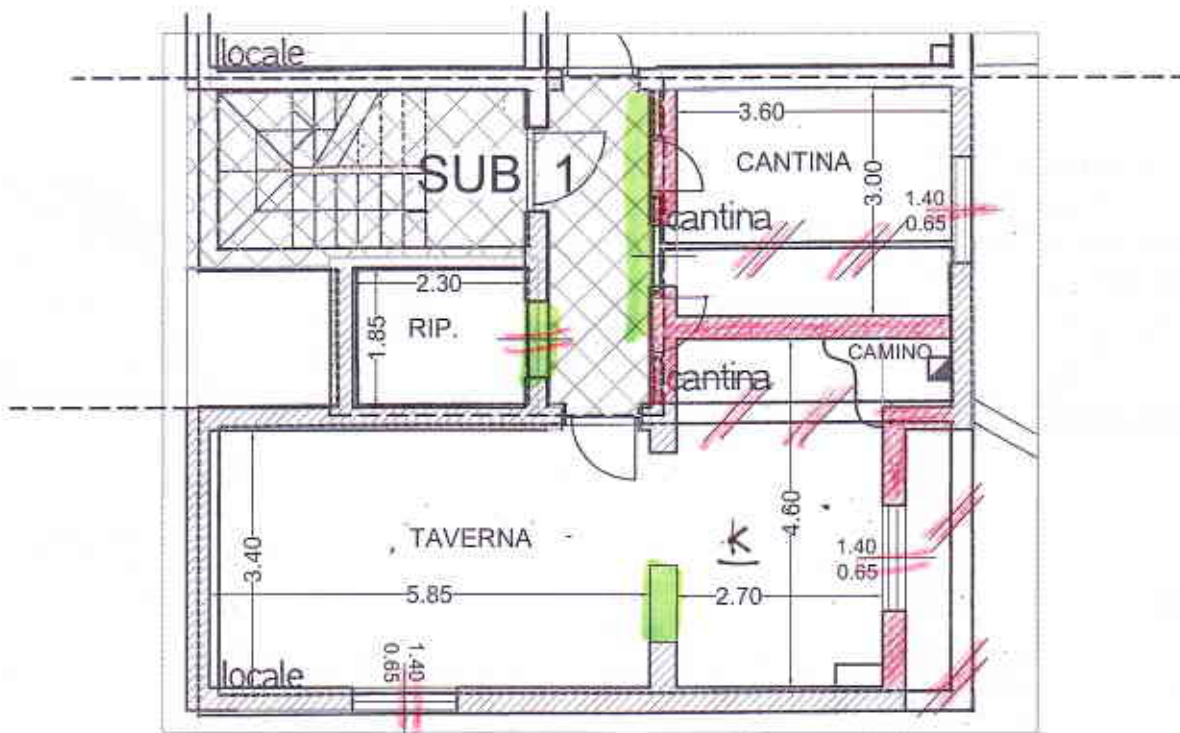 locale
3.60
CANTINA
SUB 1
3.00
1.40
0.65
cantina
2.30
1.85
RIP.
CAMINO
cantina
TAVERNA
K
4.60
3.40
1.40
0.65
5.85
2.70
locale
1.40
0.65